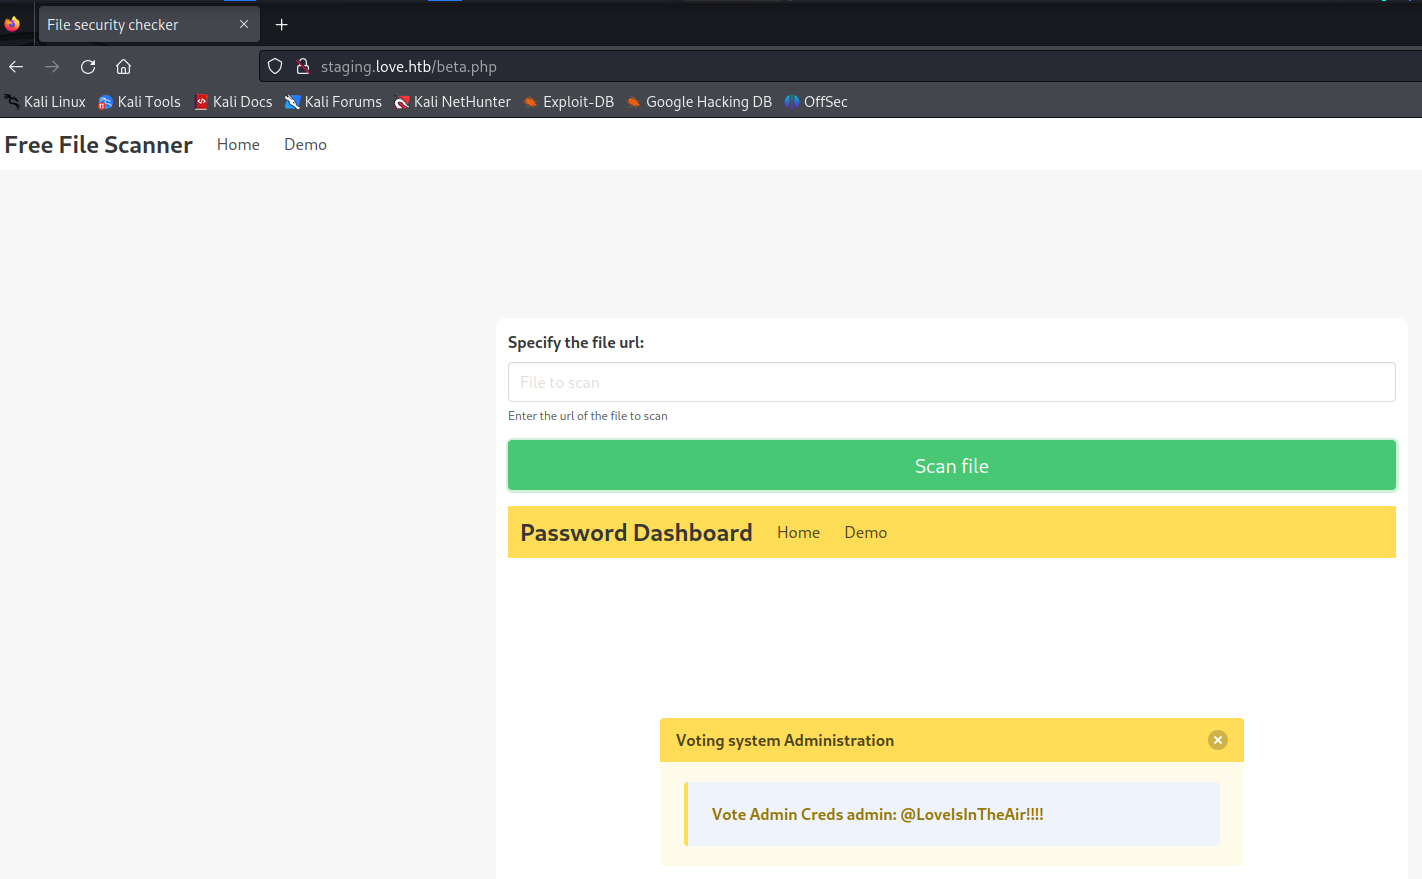 File security checker
staging.love.htb/beta.php
Kali Linux Kali Tools Kali Docs Kali Forums Kali NetHunter Exploit-DB Google Hacking DB OffSec
Free File Scanner Home Demo
Specify the file url:
File to scan
Enter the url of the file to scan
Scan file
Password Dashboard Home Demo
Voting system Administration
Vote Admin Creds admin: @LoveIsInTheAir!!!!